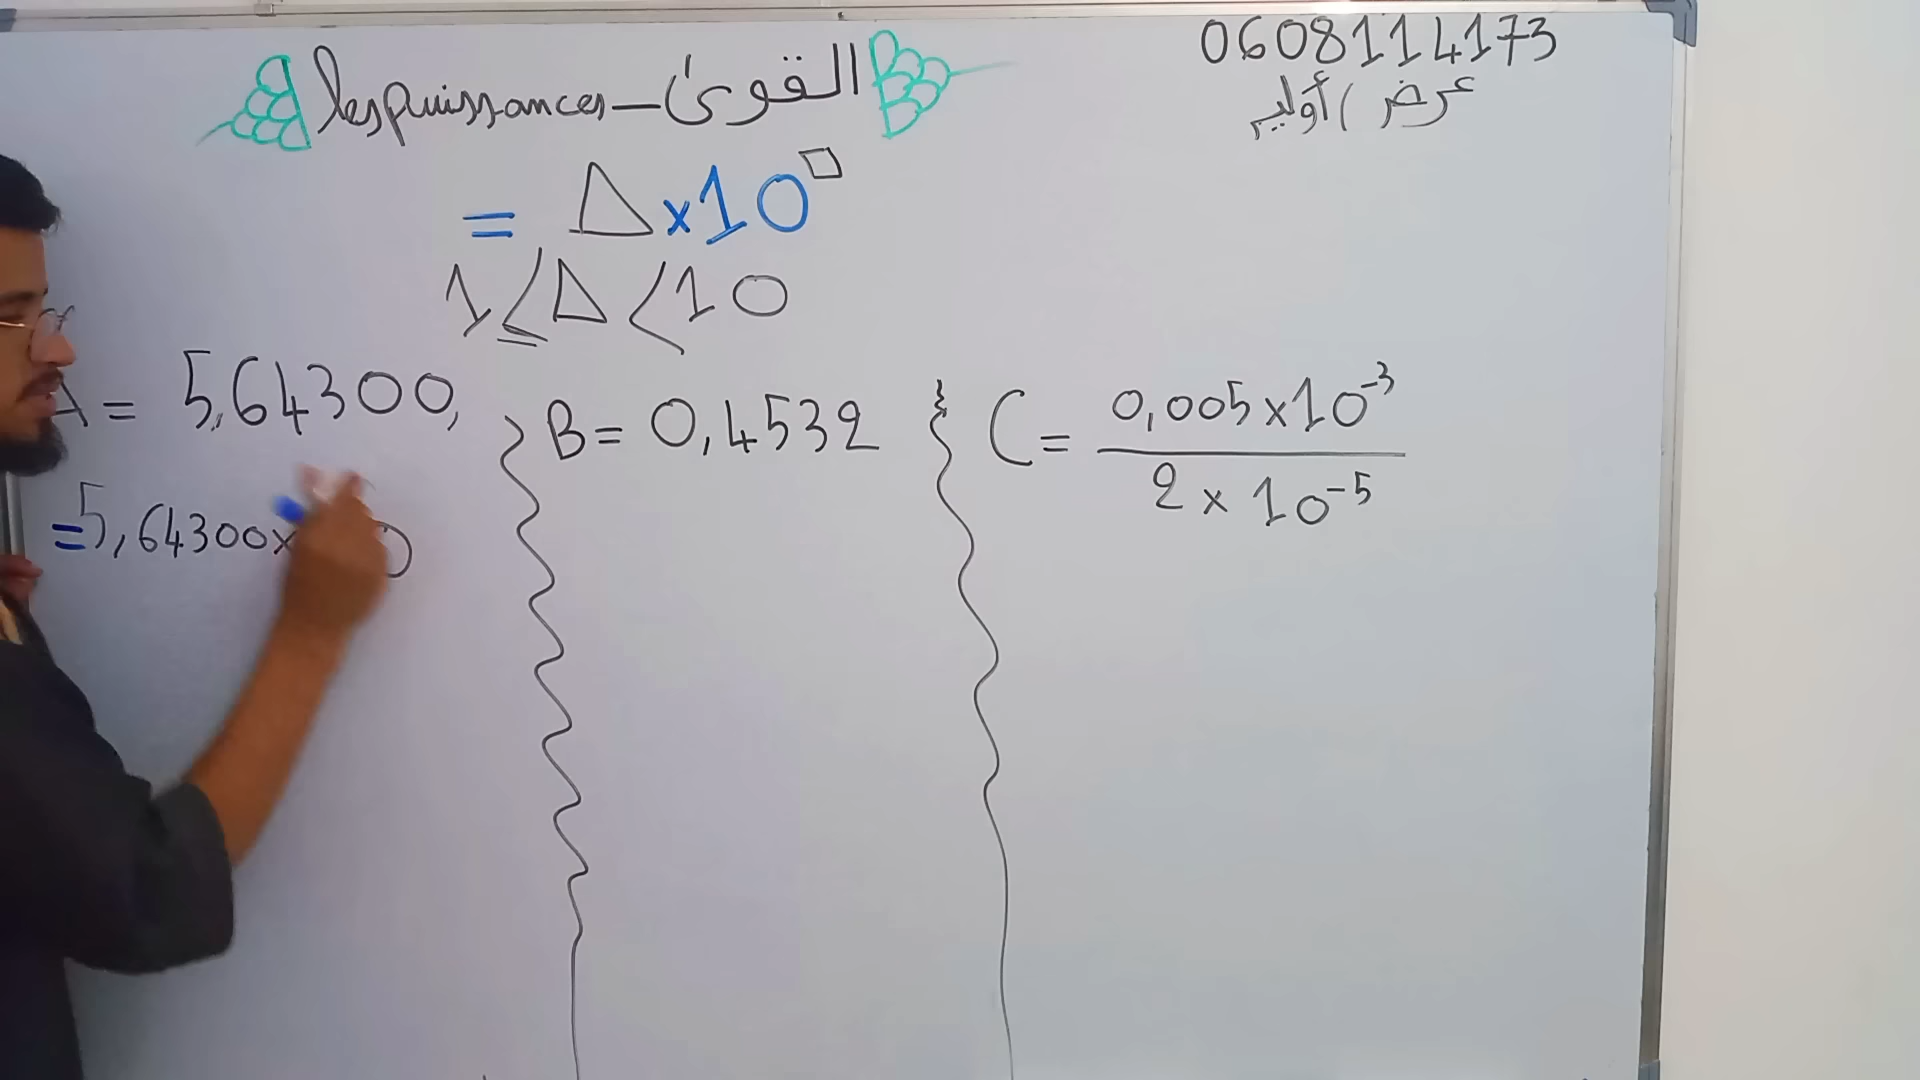 les puissances - القوى
0608114173
عرض / أوليو
= Δ x 10^□
1 ≤ Δ < 10
A = 5,64300,
= 5,64300 x
B = 0,4532
C = 0,005 x 10^-3 / 2 x 10^-5